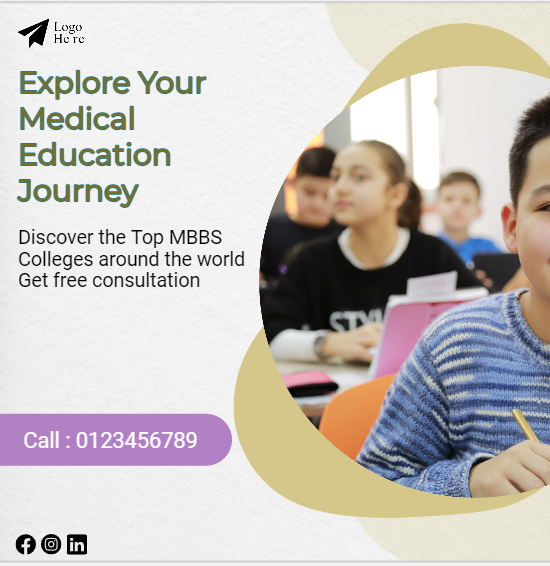 Logo
Here
Explore Your
Medical
Education
Journey
Discover the Top MBBS
Colleges around the world
Get free consultation
Call : 0123456789